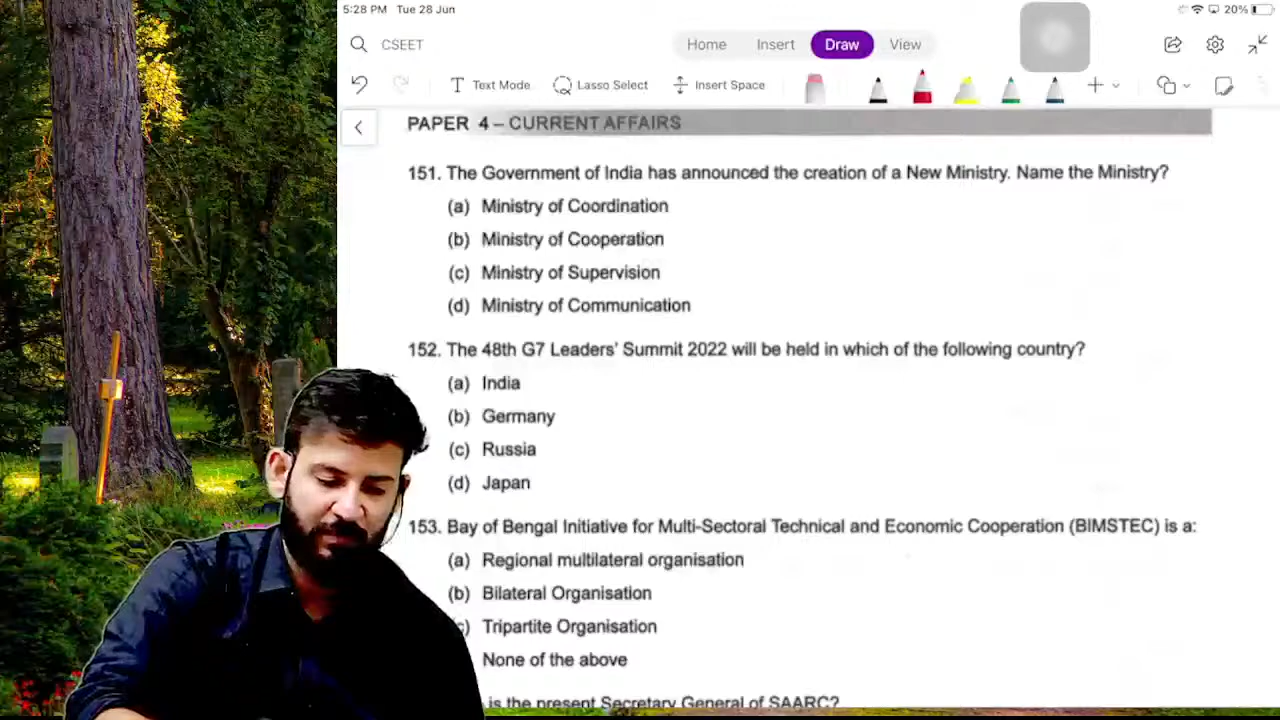 5:28 PM Tue 28 Jun
20%
CSEET
Home Insert Draw View
Text Mode Lasso Select Insert Space
PAPER 4 – CURRENT AFFAIRS
151. The Government of India has announced the creation of a New Ministry. Name the Ministry?
(a) Ministry of Coordination
(b) Ministry of Cooperation
(c) Ministry of Supervision
(d) Ministry of Communication
152. The 48th G7 Leaders' Summit 2022 will be held in which of the following country?
(a) India
(b) Germany
(c) Russia
(d) Japan
153. Bay of Bengal Initiative for Multi-Sectoral Technical and Economic Cooperation (BIMSTEC) is a:
(a) Regional multilateral organisation
(b) Bilateral Organisation
c) Tripartite Organisation
None of the above
is the present Secretary General of SAARC?